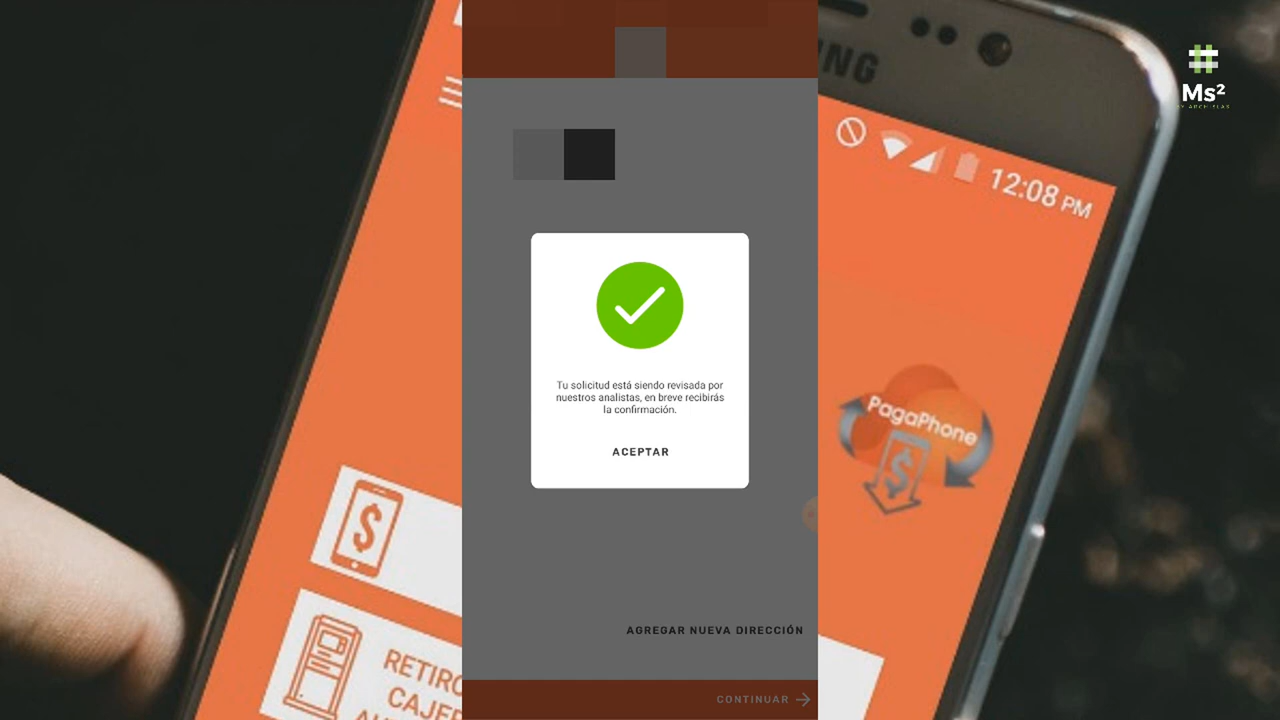 Ms²
12:08 PM
PagaPhone
Tu solicitud está siendo revisada por
nuestros analistas, en breve recibirás
la confirmación.
ACEPTAR
AGREGAR NUEVA DIRECCIÓN
RETIRO
CONTINUAR